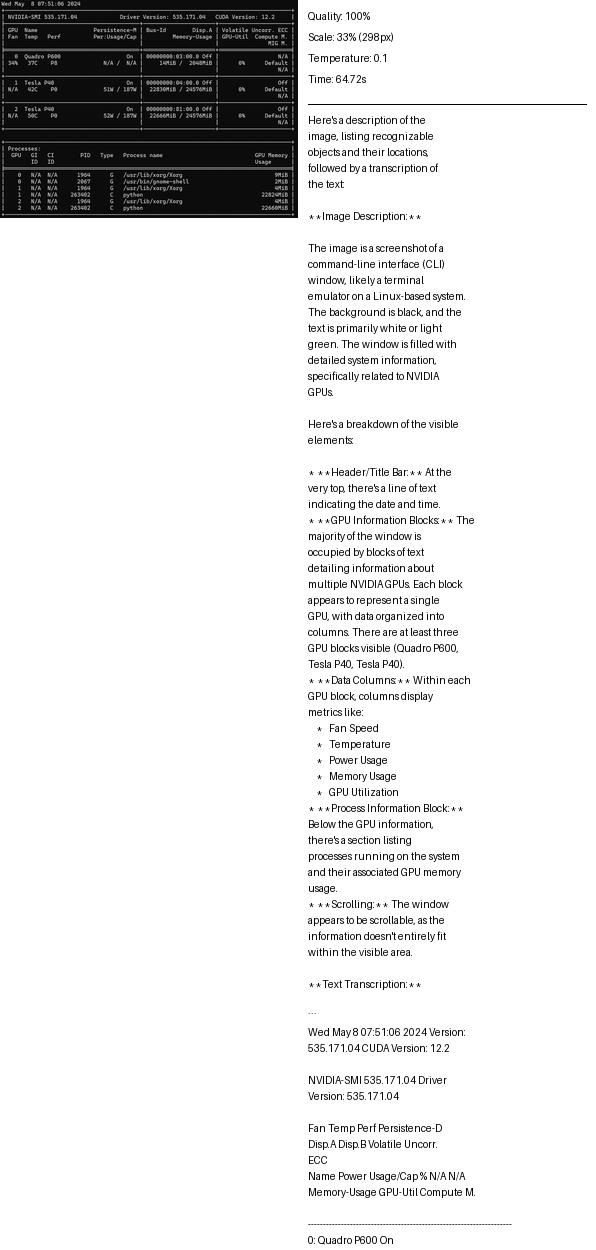 Wed May  8 07:51:06 2024
NVIDIA-SMI 535.171.04 Driver Version: 535.171.04 CUDA Version: 12.2
GPU Name Persistence-M | Bus-Id Disp.A | Volatile Uncorr. ECC
Fan Temp Perf Pwr:Usage/Cap | Memory-Usage | GPU-Util Compute M.
MIG M.
0 Quadro P600 On | 00000000:03:00.0 Off | N/A
34% 37C P8 N/A / N/A | 14MiB / 2048MiB | 0% Default
N/A
1 Tesla P40 On | 00000000:04:00.0 Off | Off
N/A 42C P0 51W / 187W | 22830MiB / 24576MiB | 0% Default
N/A
2 Tesla P40 On | 00000000:81:00.0 Off | Off
N/A 50C P0 52W / 187W | 22666MiB / 24576MiB | 0% Default
N/A
Processes:
GPU GI CI PID Type Process name GPU Memory
ID ID Usage
0 N/A N/A 1964 G /usr/lib/xorg/Xorg 9MiB
0 N/A N/A 2067 G /usr/bin/gnome-shell 2MiB
1 N/A N/A 1964 G /usr/lib/xorg/Xorg 4MiB
1 N/A N/A 263402 C python 22824MiB
2 N/A N/A 1964 G /usr/lib/xorg/Xorg 4MiB
2 N/A N/A 263402 C python 22660MiB
Quality: 100%
Scale: 33% (298px)
Temperature: 0.1
Time: 64.72s
Here's a description of the
image, listing recognizable
objects and their locations,
followed by a transcription of
the text:
**Image Description:**
The image is a screenshot of a
command-line interface (CLI)
window, likely a terminal
emulator on a Linux-based system.
The background is black, and the
text is primarily white or light
green. The window is filled with
detailed system information,
specifically related to NVIDIA
GPUs.
Here's a breakdown of the visible
elements:
* **Header/Title Bar:** At the
very top, there's a line of text
indicating the date and time.
* **GPU Information Blocks:** The
majority of the window is
occupied by blocks of text
detailing information about
multiple NVIDIA GPUs. Each block
appears to represent a single
GPU, with data organized into
columns. There are at least three
GPU blocks visible (Quadro P600,
Tesla P40, Tesla P40).
* **Data Columns:** Within each
GPU block, columns display
metrics like:
* Fan Speed
* Temperature
* Power Usage
* Memory Usage
* GPU Utilization
* **Process Information Block:**
Below the GPU information,
there's a section listing
processes running on the system
and their associated GPU memory
usage.
* **Scrolling:** The window
appears to be scrollable, as the
information doesn't entirely fit
within the visible area.
**Text Transcription:**
```
Wed May 8 07:51:06 2024 Version:
535.171.04 CUDA Version: 12.2
NVIDIA-SMI 535.171.04 Driver
Version: 535.171.04
Fan Temp Perf Persistence-D
Disp.A Disp.B Volatile Uncorr.
ECC
Name Power Usage/Cap % N/A N/A
Memory-Usage GPU-Util Compute M.
--------------------------------------------------------------------
0: Quadro P600 On